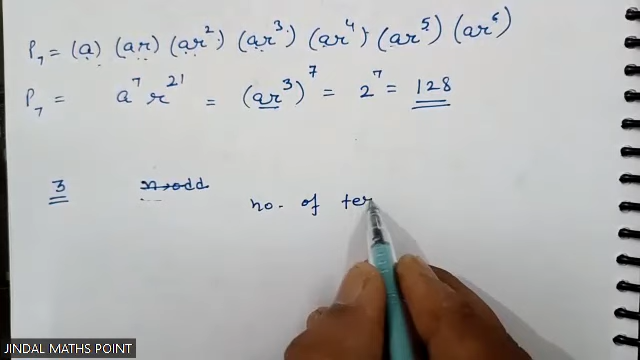 P₇ = (a) (ar) (ar²) (ar³) (ar⁴) (ar⁵) (ar⁶)
P₇ = a⁷ r²¹ = (ar³)⁷ = 2⁷ = 128
3 n→odd
no. of ter
JINDAL MATHS POINT